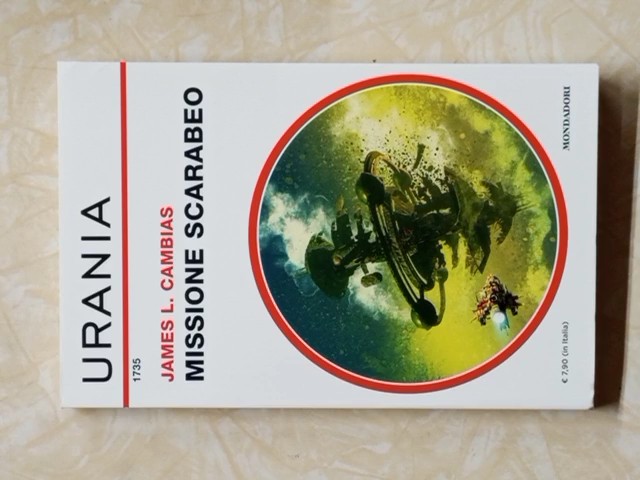 URANIA
1735
JAMES L. CAMBIAS
MISSIONE SCARABEO
€ 7,90 (in Italia)
MONDADORI